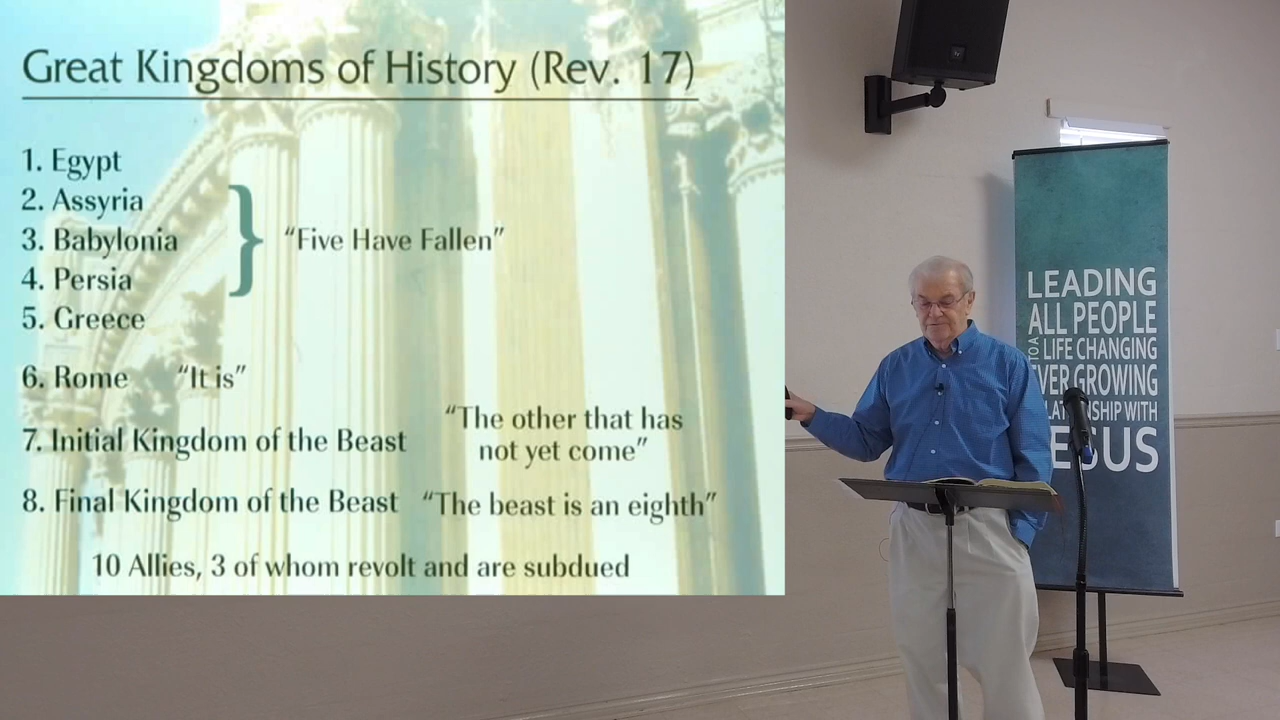 Great Kingdoms of History (Rev. 17)
1. Egypt
2. Assyria
3. Babylonia
4. Persia
5. Greece
} “Five Have Fallen”
6. Rome “It is”
7. Initial Kingdom of the Beast “The other that has
not yet come”
8. Final Kingdom of the Beast “The beast is an eighth”
10 Allies, 3 of whom revolt and are subdued
LEADING
ALL PEOPLE
TO A LIFE CHANGING
EVER GROWING
WITH